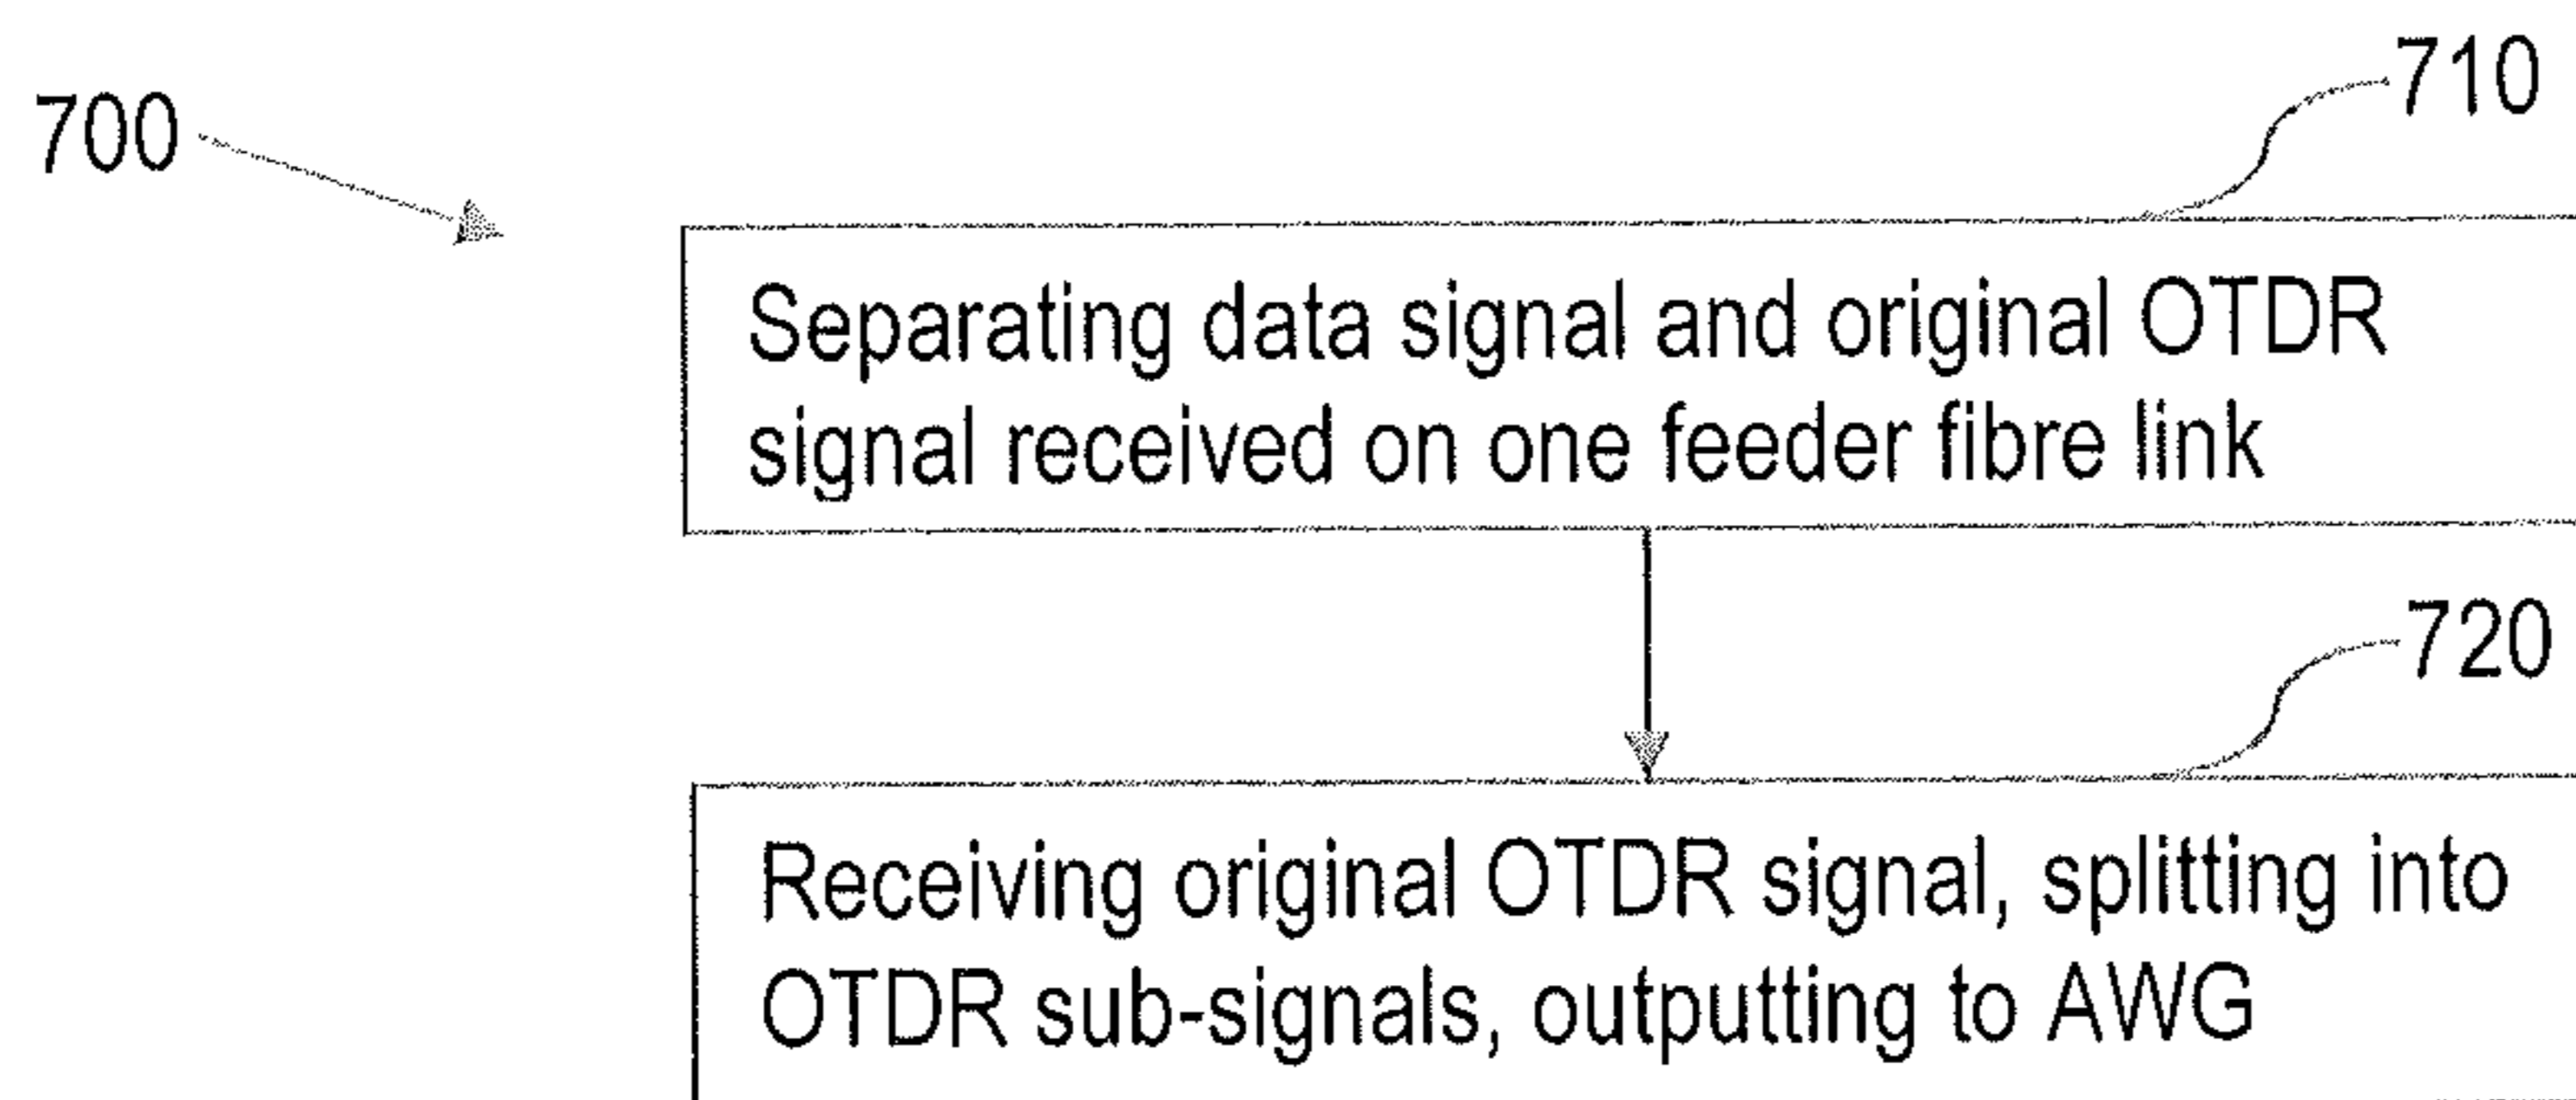 700
710
Separating data signal and original OTDR
signal received on one feeder fibre link
720
Receiving original OTDR signal, splitting into
OTDR sub-signals, outputting to AWG